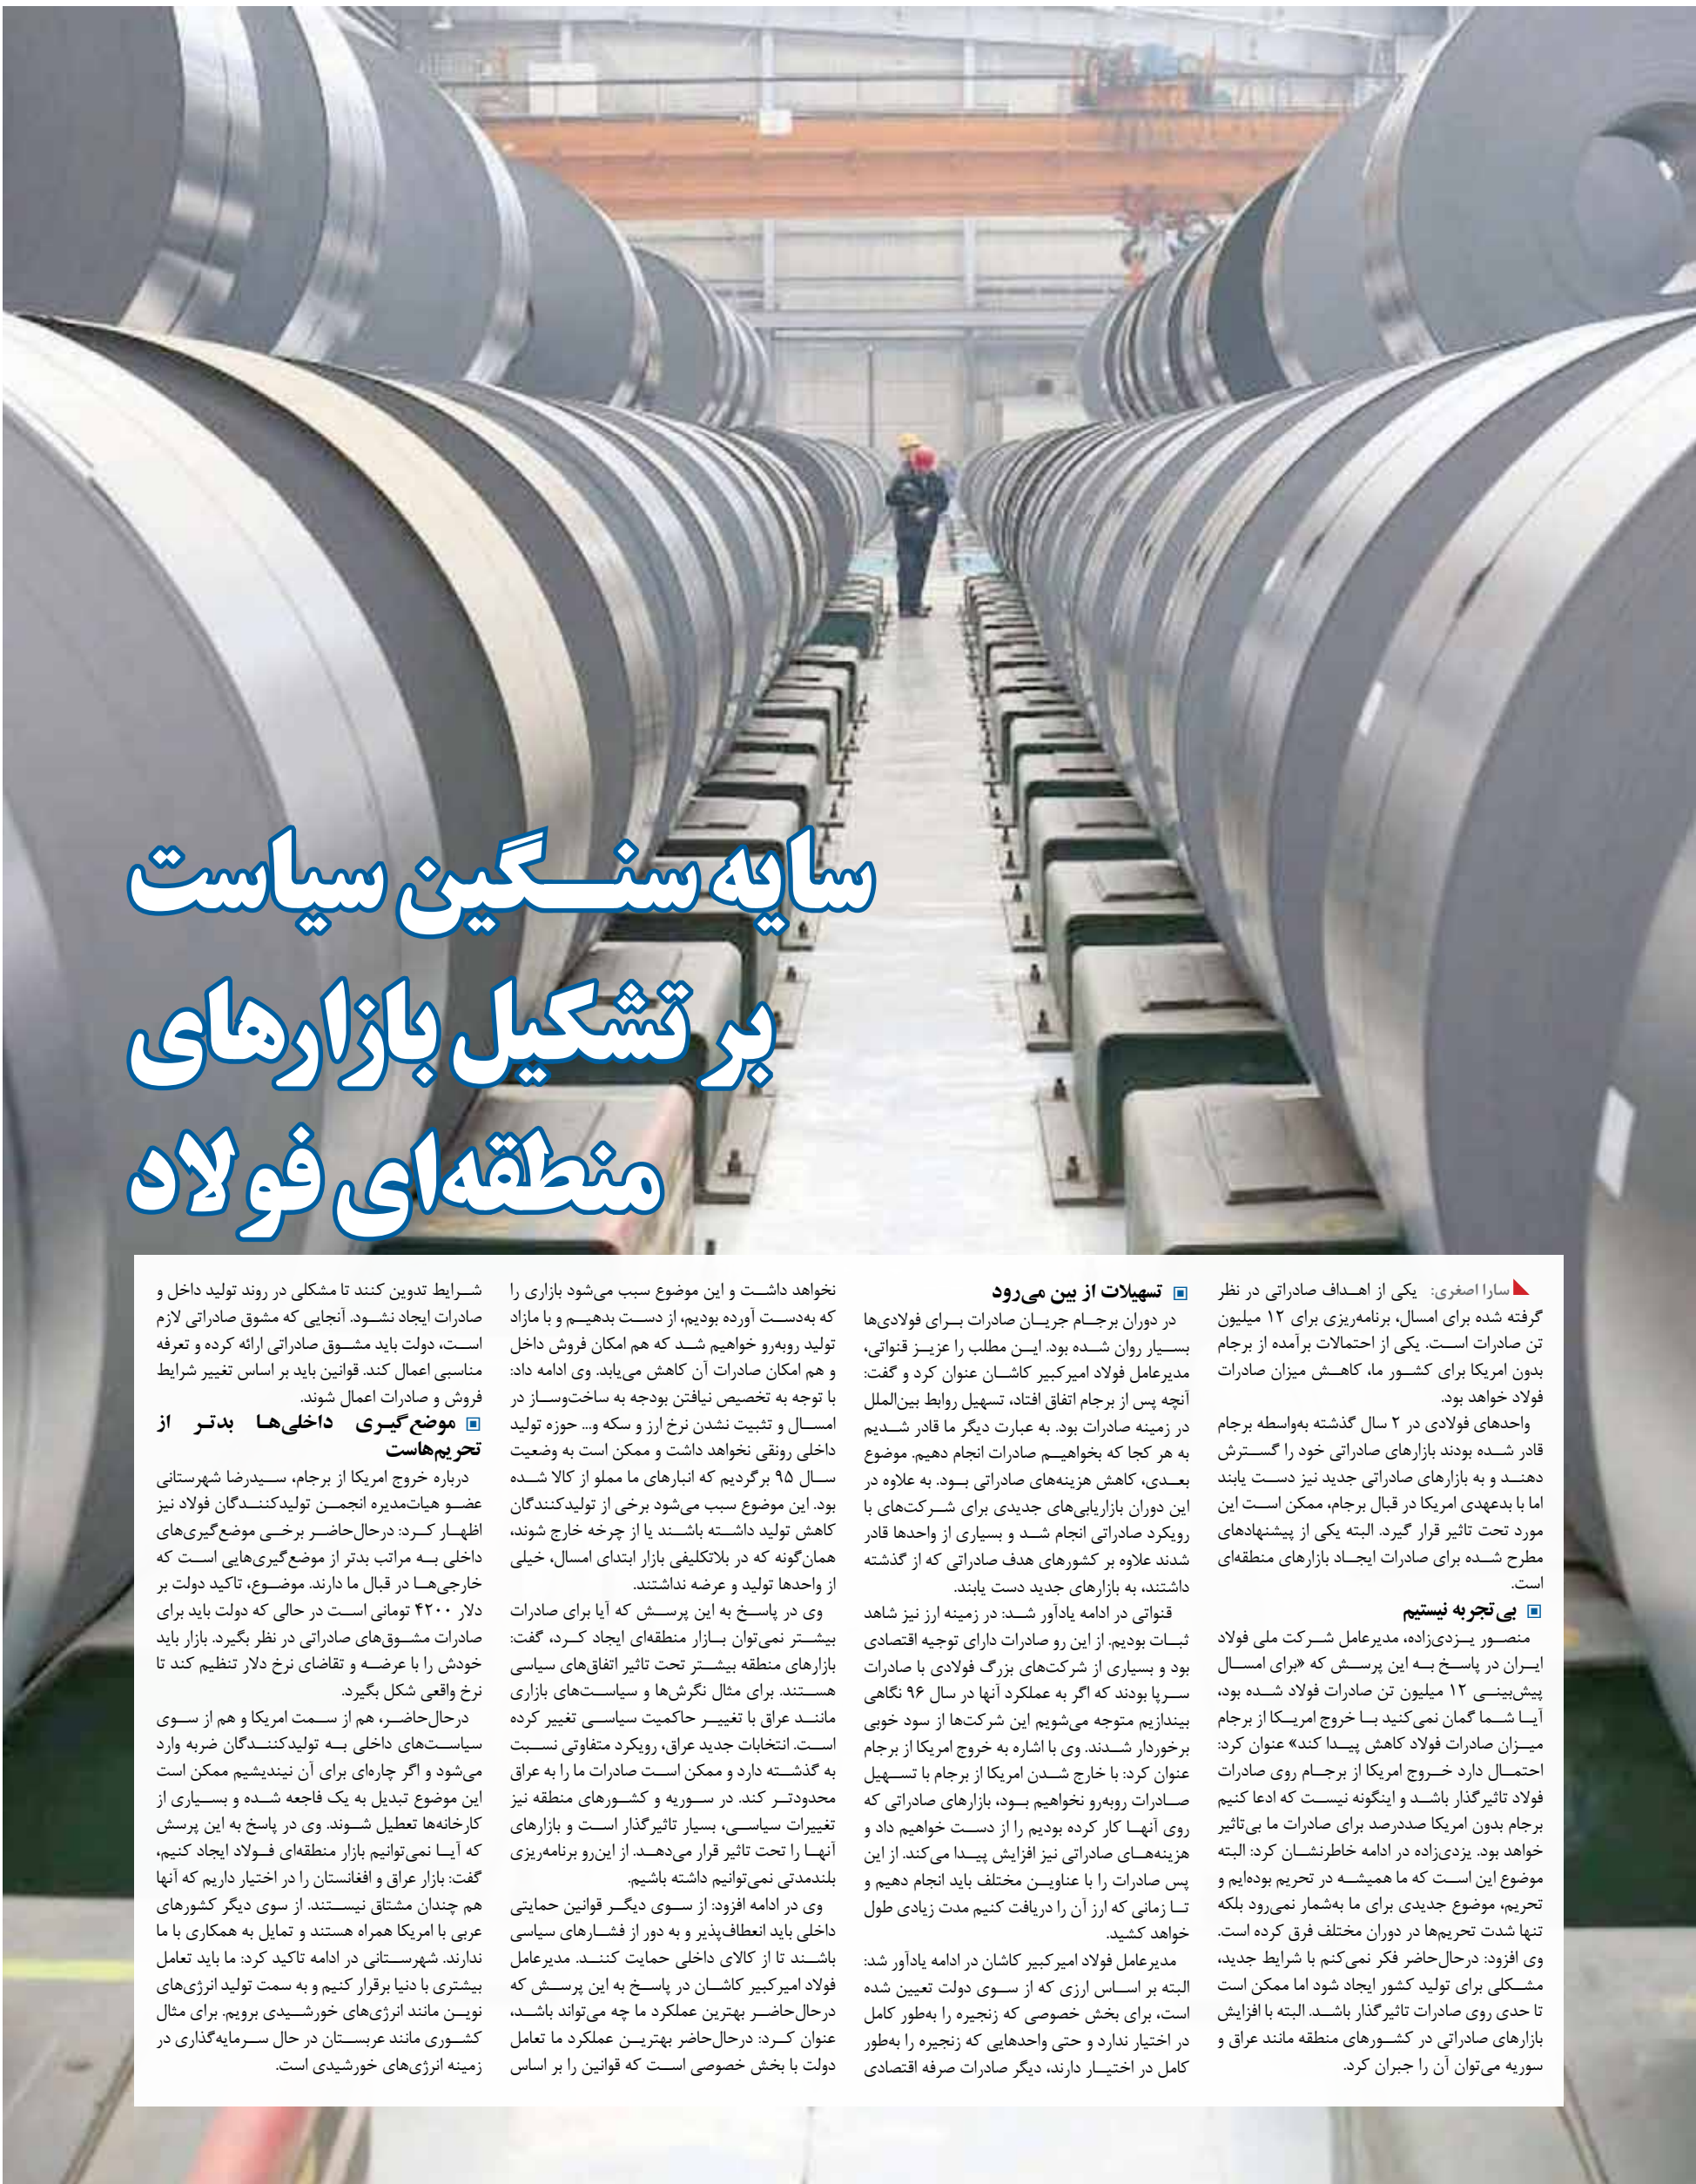 سایه سنگین سیاست
بر تشکیل بازارهای
منطقه‌ای فولاد
سارا اصغری: یکی از اهداف صادراتی در نظر
گرفته شده برای امسال، برنامه‌ریزی برای ۱۲ میلیون
تن صادرات است. یکی از احتمالات برآمده از برجام
بدون امریکا برای کشور ما، کاهش میزان صادرات
فولاد خواهد بود.
واحدهای فولادی در ۲ سال گذشته به‌واسطه برجام
قادر شده بودند بازارهای صادراتی خود را گسترش
دهند و به بازارهای صادراتی جدید نیز دست یابند
اما با بدعهدی امریکا در قبال برجام، ممکن است این
مورد تحت تاثیر قرار گیرد. البته یکی از پیشنهادهای
مطرح شده برای صادرات ایجاد بازارهای منطقه‌ای
است.
بی‌تجربه نیستیم
منصور یزدی‌زاده، مدیرعامل شرکت ملی فولاد
ایران در پاسخ به این پرسش که «برای امسال
پیش‌بینی ۱۲ میلیون تن صادرات فولاد شده بود،
آیا شما گمان نمی‌کنید با خروج امریکا از برجام
میزان صادرات فولاد کاهش پیدا کند» عنوان کرد:
احتمال دارد خروج امریکا از برجام روی صادرات
فولاد تاثیرگذار باشد و اینگونه نیست که ادعا کنیم
برجام بدون امریکا صددرصد برای صادرات ما بی‌تاثیر
خواهد بود. یزدی‌زاده در ادامه خاطرنشان کرد: البته
موضوع این است که ما همیشه در تحریم بوده‌ایم و
تحریم، موضوع جدیدی برای ما به‌شمار نمی‌رود بلکه
تنها شدت تحریم‌ها در دوران مختلف فرق کرده است.
وی افزود: درحال‌حاضر فکر نمی‌کنم با شرایط جدید،
مشکلی برای تولید کشور ایجاد شود اما ممکن است
تا حدی روی صادرات تاثیرگذار باشد. البته با افزایش
بازارهای صادراتی در کشورهای منطقه مانند عراق و
سوریه می‌توان آن را جبران کرد.
تسهیلات از بین می‌رود
در دوران برجام جریان صادرات برای فولادی‌ها
بسیار روان شده بود. این مطلب را عزیز قنواتی،
مدیرعامل فولاد امیرکبیر کاشان عنوان کرد و گفت:
آنچه پس از برجام اتفاق افتاد، تسهیل روابط بین‌الملل
در زمینه صادرات بود. به عبارت دیگر ما قادر شدیم
به هر کجا که بخواهیم صادرات انجام دهیم. موضوع
بعدی، کاهش هزینه‌های صادراتی بود. به علاوه در
این دوران بازاریابی‌های جدیدی برای شرکت‌های با
رویکرد صادراتی انجام شد و بسیاری از واحدها قادر
شدند علاوه بر کشورهای هدف صادراتی که از گذشته
داشتند، به بازارهای جدید دست یابند.
قنواتی در ادامه یادآور شد: در زمینه ارز نیز شاهد
ثبات بودیم. از این رو صادرات دارای توجیه اقتصادی
بود و بسیاری از شرکت‌های بزرگ فولادی با صادرات
سرپا بودند که اگر به عملکرد آنها در سال ۹۶ نگاهی
بیندازیم متوجه می‌شویم این شرکت‌ها از سود خوبی
برخوردار شدند. وی با اشاره به خروج امریکا از برجام
عنوان کرد: با خارج شدن امریکا از برجام با تسهیل
صادرات روبه‌رو نخواهیم بود، بازارهای صادراتی که
روی آنها کار کرده بودیم را از دست خواهیم داد و
هزینه‌های صادراتی نیز افزایش پیدا می‌کند. از این
پس صادرات را با عناوین مختلف باید انجام دهیم و
تا زمانی که ارز آن را دریافت کنیم مدت زیادی طول
خواهد کشید.
مدیرعامل فولاد امیرکبیر کاشان در ادامه یادآور شد:
البته بر اساس ارزی که از سوی دولت تعیین شده
است، برای بخش خصوصی که زنجیره را به‌طور کامل
در اختیار ندارد و حتی واحدهایی که زنجیره را به‌طور
کامل در اختیار دارند، دیگر صادرات صرفه اقتصادی
نخواهد داشت و این موضوع سبب می‌شود بازاری را
که به‌دست آورده بودیم، از دست بدهیم و با مازاد
تولید روبه‌رو خواهیم شد که هم امکان فروش داخل
و هم امکان صادرات آن کاهش می‌یابد. وی ادامه داد:
با توجه به تخصیص نیافتن بودجه به ساخت‌وساز در
امسال و تثبیت نشدن نرخ ارز و سکه و... حوزه تولید
داخلی رونقی نخواهد داشت و ممکن است به وضعیت
سال ۹۵ برگردیم که انبارهای ما مملو از کالا شده
بود. این موضوع سبب می‌شود برخی از تولیدکنندگان
کاهش تولید داشته باشند یا از چرخه خارج شوند،
همان‌گونه که در بلاتکلیفی بازار ابتدای امسال، خیلی
از واحدها تولید و عرضه نداشتند.
وی در پاسخ به این پرسش که آیا برای صادرات
بیشتر نمی‌توان بازار منطقه‌ای ایجاد کرد، گفت:
بازارهای منطقه بیشتر تحت تاثیر اتفاق‌های سیاسی
هستند. برای مثال نگرش‌ها و سیاست‌های بازاری
مانند عراق با تغییر حاکمیت سیاسی تغییر کرده
است. انتخابات جدید عراق، رویکرد متفاوتی نسبت
به گذشته دارد و ممکن است صادرات ما را به عراق
محدودتر کند. در سوریه و کشورهای منطقه نیز
تغییرات سیاسی، بسیار تاثیرگذار است و بازارهای
آنها را تحت تاثیر قرار می‌دهد. از این‌رو برنامه‌ریزی
بلندمدتی نمی‌توانیم داشته باشیم.
وی در ادامه افزود: از سوی دیگر قوانین حمایتی
داخلی باید انعطاف‌پذیر و به دور از فشارهای سیاسی
باشند تا از کالای داخلی حمایت کنند. مدیرعامل
فولاد امیرکبیر کاشان در پاسخ به این پرسش که
درحال‌حاضر بهترین عملکرد ما چه می‌تواند باشد،
عنوان کرد: درحال‌حاضر بهترین عملکرد ما تعامل
دولت با بخش خصوصی است که قوانین را بر اساس
شرایط تدوین کنند تا مشکلی در روند تولید داخل و
صادرات ایجاد نشود. آنجایی که مشوق صادراتی لازم
است، دولت باید مشوق صادراتی ارائه کرده و تعرفه
مناسبی اعمال کند. قوانین باید بر اساس تغییر شرایط
فروش و صادرات اعمال شوند.
موضع‌گیری داخلی‌ها بدتر از
تحریم‌هاست
درباره خروج امریکا از برجام، سیدرضا شهرستانی
عضو هیات‌مدیره انجمن تولیدکنندگان فولاد نیز
اظهار کرد: درحال‌حاضر برخی موضع‌گیری‌های
داخلی به مراتب بدتر از موضع‌گیری‌هایی است که
خارجی‌ها در قبال ما دارند. موضوع، تاکید دولت بر
دلار ۴۲۰۰ تومانی است در حالی که دولت باید برای
صادرات مشوق‌های صادراتی در نظر بگیرد. بازار باید
خودش را با عرضه و تقاضای نرخ دلار تنظیم کند تا
نرخ واقعی شکل بگیرد.
درحال‌حاضر، هم از سمت امریکا و هم از سوی
سیاست‌های داخلی به تولیدکنندگان ضربه وارد
می‌شود و اگر چاره‌ای برای آن نیندیشیم ممکن است
این موضوع تبدیل به یک فاجعه شده و بسیاری از
کارخانه‌ها تعطیل شوند. وی در پاسخ به این پرسش
که آیا نمی‌توانیم بازار منطقه‌ای فولاد ایجاد کنیم،
گفت: بازار عراق و افغانستان را در اختیار داریم که آنها
هم چندان مشتاق نیستند. از سوی دیگر کشورهای
عربی با امریکا همراه هستند و تمایل به همکاری با ما
ندارند. شهرستانی در ادامه تاکید کرد: ما باید تعامل
بیشتری با دنیا برقرار کنیم و به سمت تولید انرژی‌های
نوین مانند انرژی‌های خورشیدی برویم. برای مثال
کشوری مانند عربستان در حال سرمایه‌گذاری در
زمینه انرژی‌های خورشیدی است.